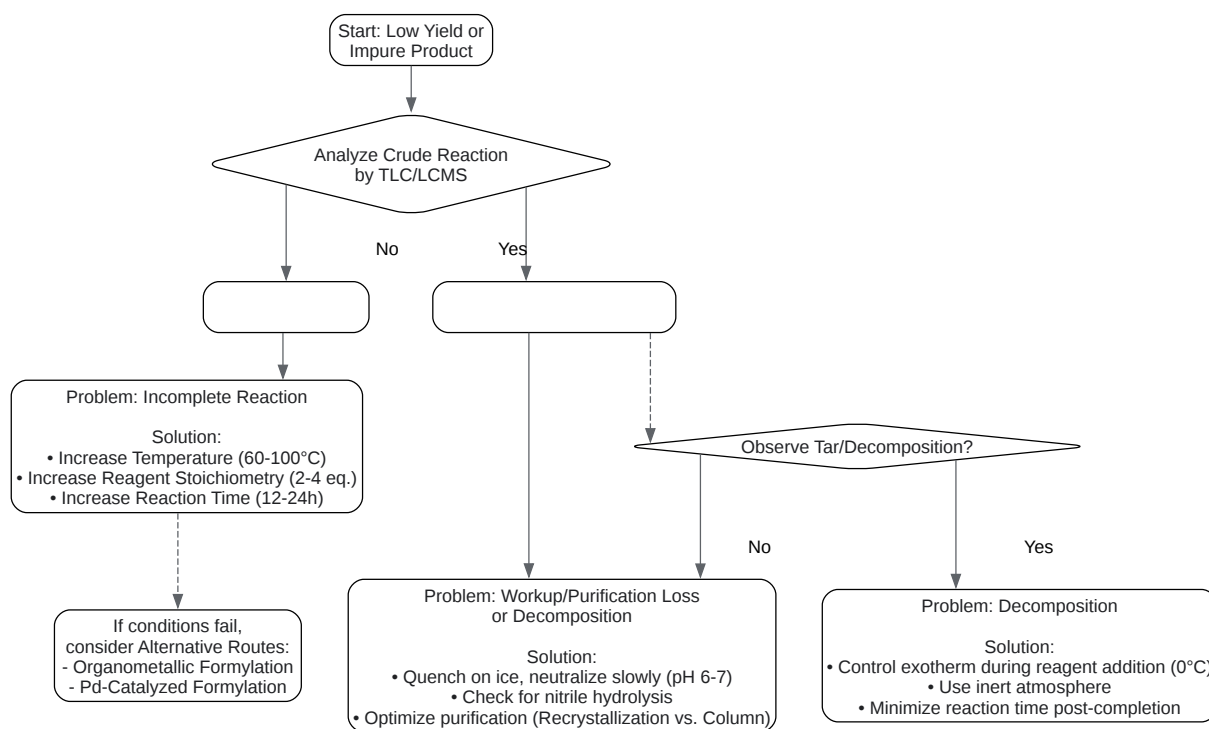 Start: Low Yield or
Impure Product
Analyze Crude Reaction
by TLC/LCMS
No
Yes
Problem: Incomplete Reaction
Solution:
• Increase Temperature (60-100°C)
• Increase Reagent Stoichiometry (2-4 eq.)
• Increase Reaction Time (12-24h)
Observe Tar/Decomposition?
No
Yes
If conditions fail,
consider Alternative Routes:
- Organometallic Formylation
- Pd-Catalyzed Formylation
Problem: Workup/Purification Loss
or Decomposition
Solution:
• Quench on ice, neutralize slowly (pH 6-7)
• Check for nitrile hydrolysis
• Optimize purification (Recrystallization vs. Column)
Problem: Decomposition
Solution:
• Control exotherm during reagent addition (0°C)
• Use inert atmosphere
• Minimize reaction time post-completion